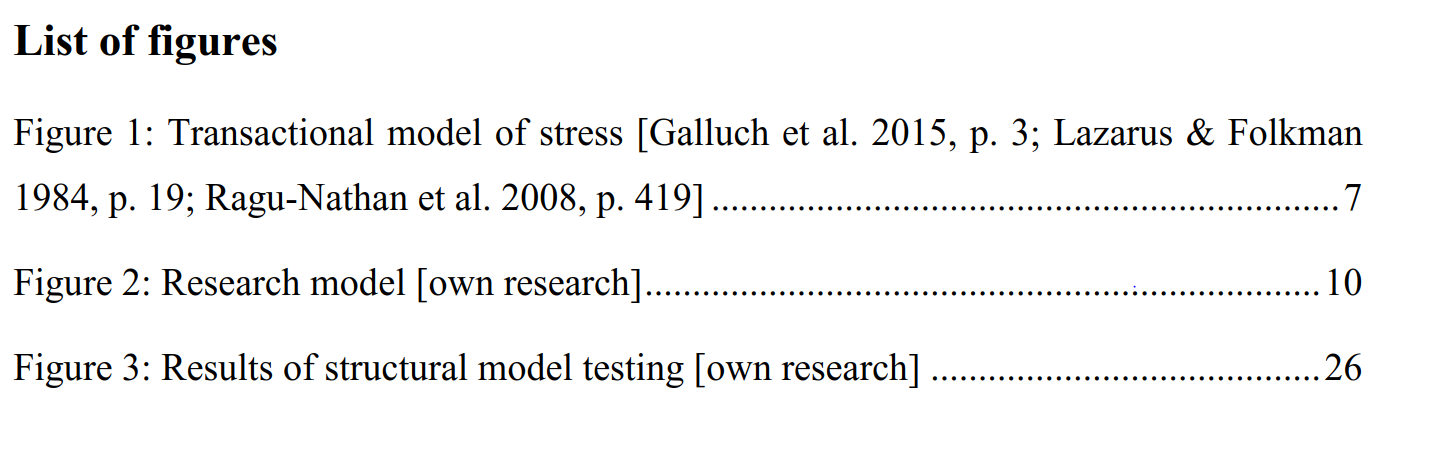 List of figures
Figure 1: Transactional model of stress [Galluch et al. 2015, p. 3; Lazarus & Folkman
1984, p. 19; Ragu-Nathan et al. 2008, p. 419] .................................................................. 7
Figure 2: Research model [own research]....................................................................... 10
Figure 3: Results of structural model testing [own research] ......................................... 26